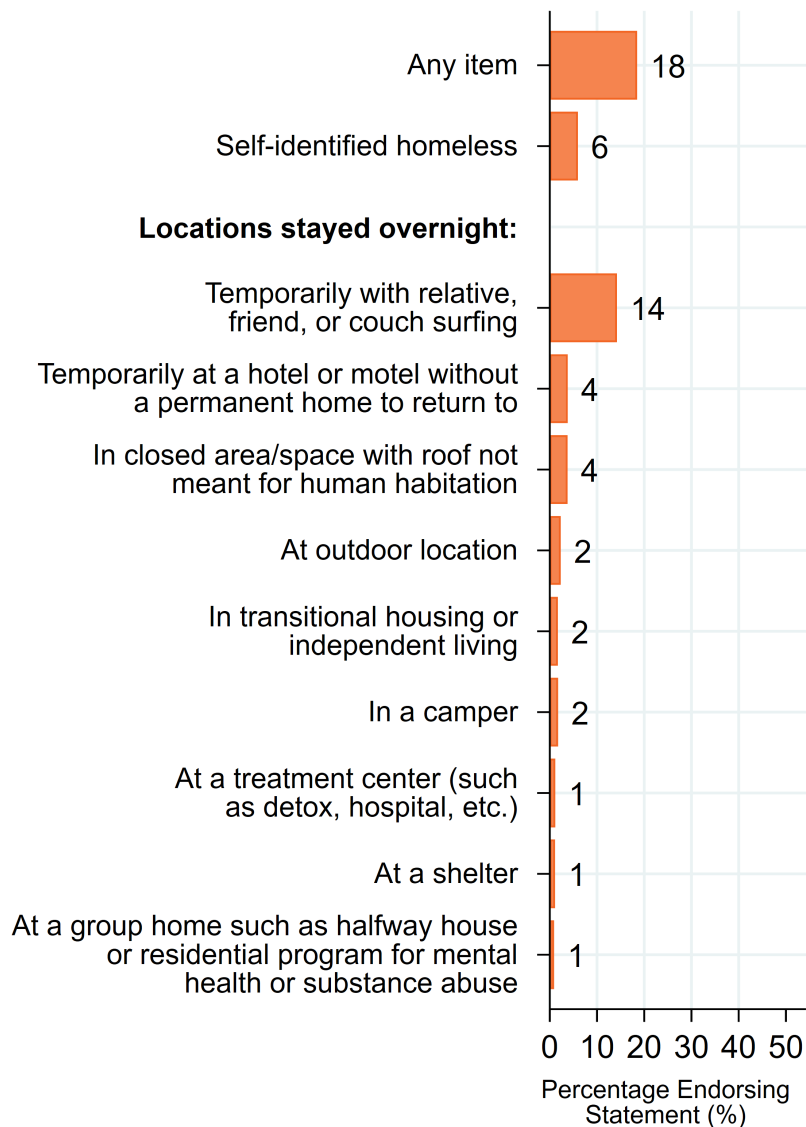 Any item
18
Self-identified homeless
6
Locations stayed overnight:
Temporarily with relative,
friend, or couch surfing
14
Temporarily at a hotel or motel without
a permanent home to return to
4
In closed area/space with roof not
meant for human habitation
4
At outdoor location
2
In transitional housing or
independent living
2
In a camper
2
At a treatment center (such
as detox, hospital, etc.)
1
At a shelter
1
At a group home such as halfway house
or residential program for mental
health or substance abuse
1
0 10 20 30 40 50
Percentage Endorsing
Statement (%)